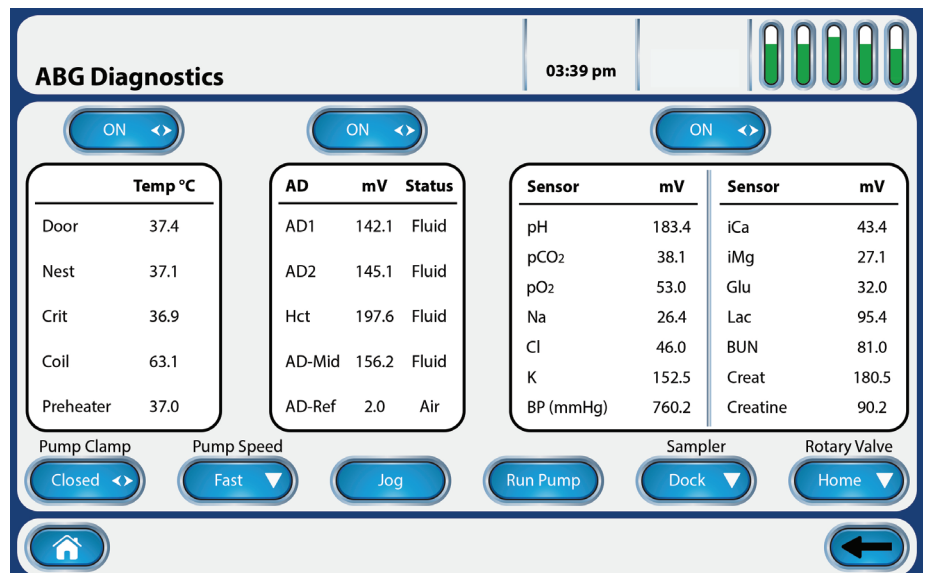 ABG Diagnostics
03:39 pm
ON
ON
ON
Temp °C
Door 37.4
Nest 37.1
Crit 36.9
Coil 63.1
Preheater 37.0
AD mV Status
AD1 142.1 Fluid
AD2 145.1 Fluid
Hct 197.6 Fluid
AD-Mid 156.2 Fluid
AD-Ref 2.0 Air
Sensor mV Sensor mV
pH 183.4 iCa 43.4
pCO2 38.1 iMg 27.1
pO2 53.0 Glu 32.0
Na 26.4 Lac 95.4
Cl 46.0 BUN 81.0
K 152.5 Creat 180.5
BP (mmHg) 760.2 Creatine 90.2
Pump Clamp Pump Speed Sampler Rotary Valve
Closed Fast Jog Run Pump Dock Home